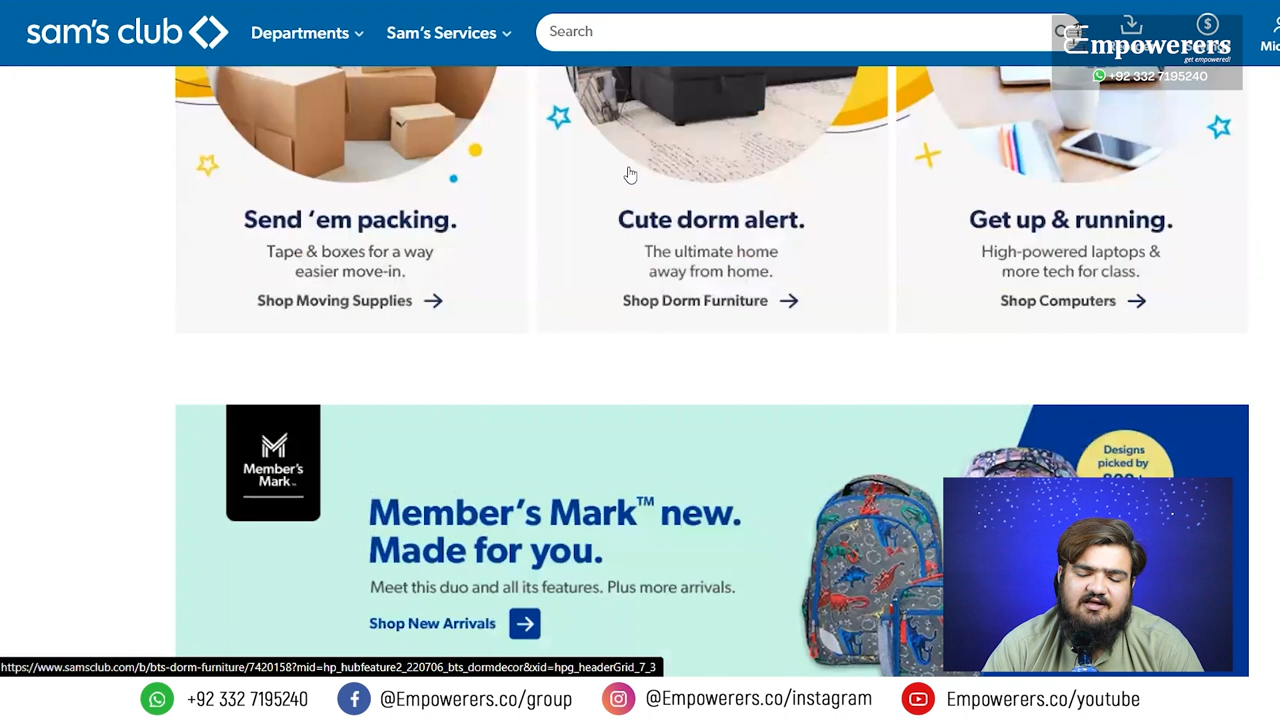 sam's club
Departments
Sam's Services
Search
Empowerers
get empowered!
+92 332 7195240
Send 'em packing.
Tape & boxes for a way
easier move-in.
Shop Moving Supplies
Cute dorm alert.
The ultimate home
away from home.
Shop Dorm Furniture
Get up & running.
High-powered laptops &
more tech for class.
Shop Computers
Member's
Mark™
Member's Mark™ new.
Made for you.
Meet this duo and all its features. Plus more arrivals.
Shop New Arrivals
Designs
picked by
https://www.samsclub.com/b/bts-dorm-furniture/7420158?mid=hp_hubfeature2_220706_bts_dormdecor&xid=hpg_headerGrid_7_3
+92 332 7195240
@Empowerers.co/group
@Empowerers.co/instagram
Empowerers.co/youtube